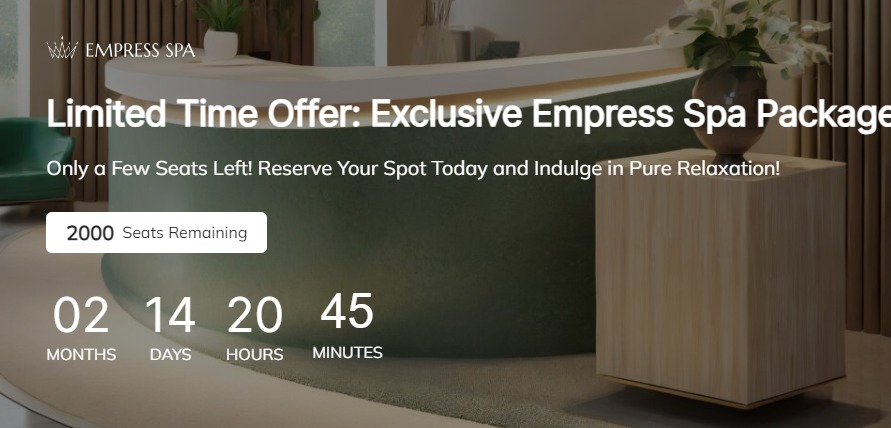 EMPRESS SPA
Limited Time Offer: Exclusive Empress Spa Package
Only a Few Seats Left! Reserve Your Spot Today and Indulge in Pure Relaxation!
2000 Seats Remaining
02 14 20 45
MONTHS DAYS HOURS MINUTES